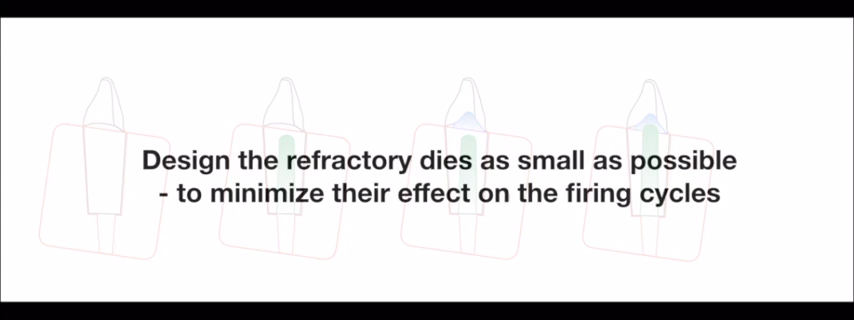 Design the refractory dies as small as possible
- to minimize their effect on the firing cycles